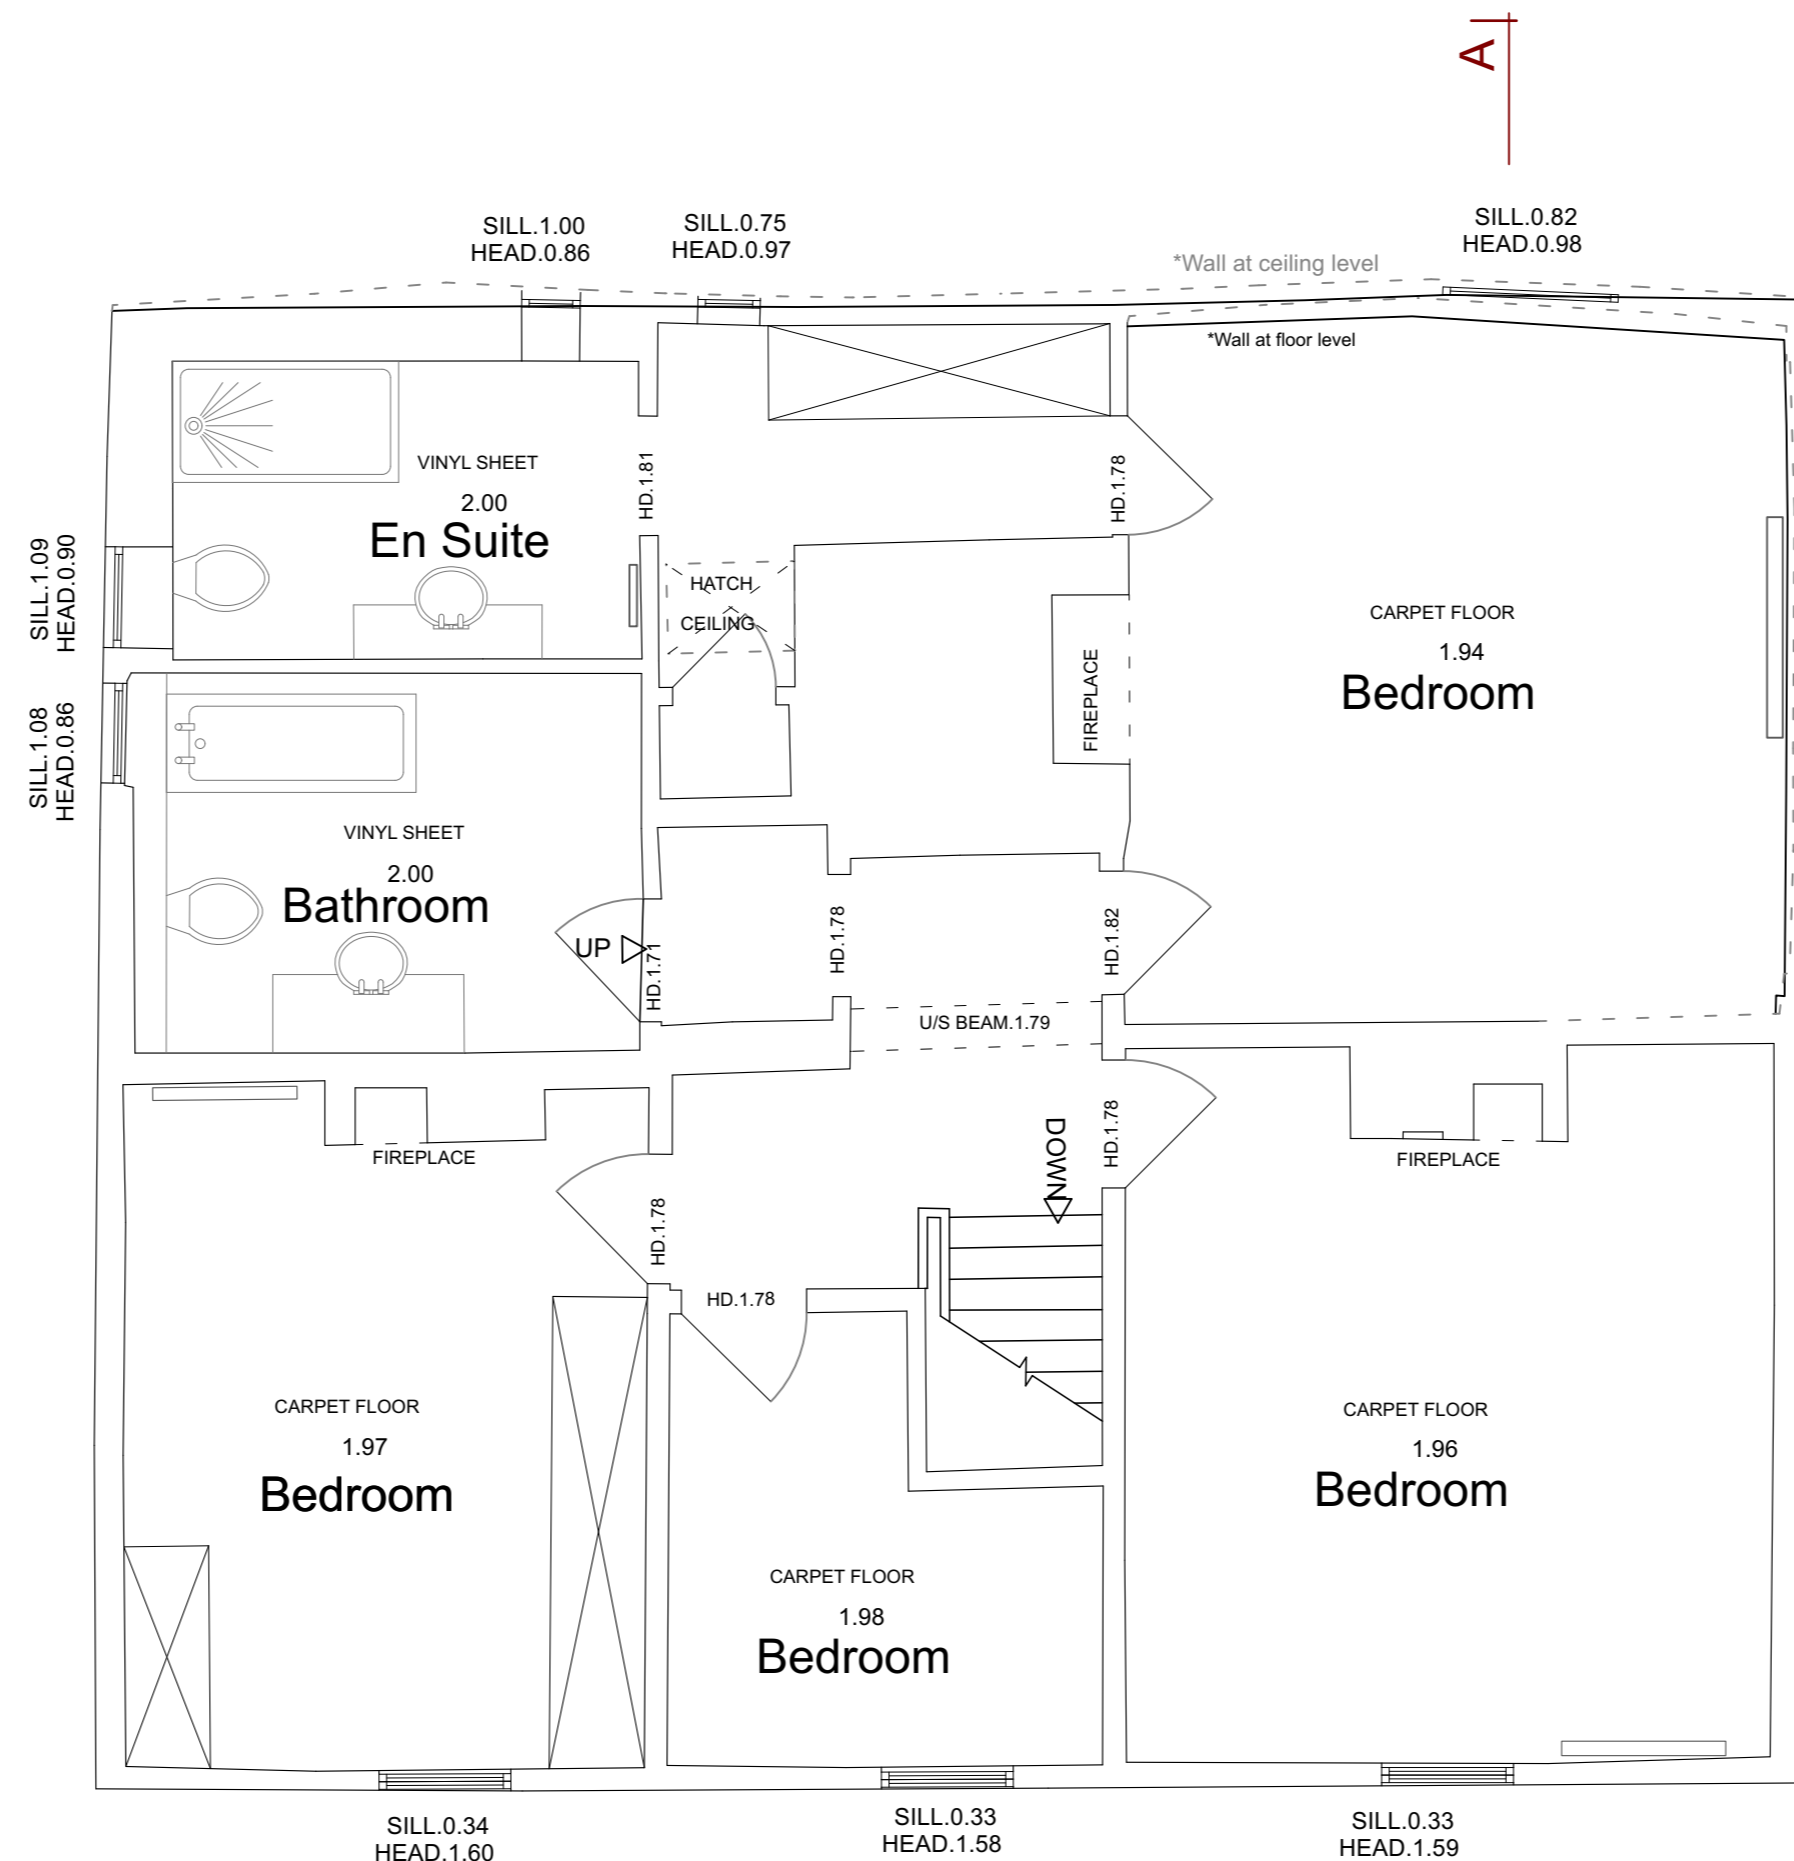 A
SILL.1.00
HEAD.0.86
SILL.0.75
HEAD.0.97
SILL.0.82
HEAD.0.98
*Wall at ceiling level
*Wall at floor level
VINYL SHEET
2.00
En Suite
HD.1.81
HD.1.78
SILL.1.09
HEAD.0.90
HATCH
CEILING
FIREPLACE
CARPET FLOOR
1.94
Bedroom
SILL.1.08
HEAD.0.86
VINYL SHEET
2.00
Bathroom
UP
HD.1.71
HD.1.78
HD.1.82
U/S BEAM.1.79
FIREPLACE
DOWN
HD.1.78
FIREPLACE
HD.1.78
HD.1.78
CARPET FLOOR
1.97
Bedroom
CARPET FLOOR
1.96
Bedroom
CARPET FLOOR
1.98
Bedroom
SILL.0.34
HEAD.1.60
SILL.0.33
HEAD.1.58
SILL.0.33
HEAD.1.59